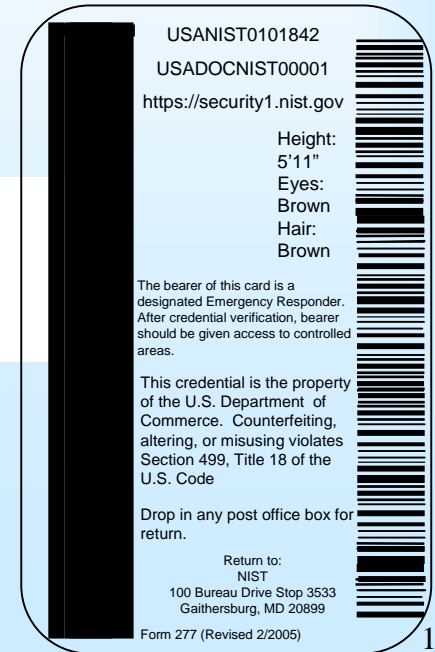 USANIST0101842
USADOCNIST00001
https://security1.nist.gov
Height:
5’11”
Eyes:
Brown
Hair:
Brown
The bearer of this card is a
designated Emergency Responder.
After credential verification, bearer
should be given access to controlled
areas.
This credential is the property
of the U.S. Department of
Commerce. Counterfeiting,
altering, or misusing violates
Section 499, Title 18 of the
U.S. Code
Drop in any post office box for
return.
Return to:
NIST
100 Bureau Drive Stop 3533
Gaithersburg, MD 20899
Form 277 (Revised 2/2005)
1